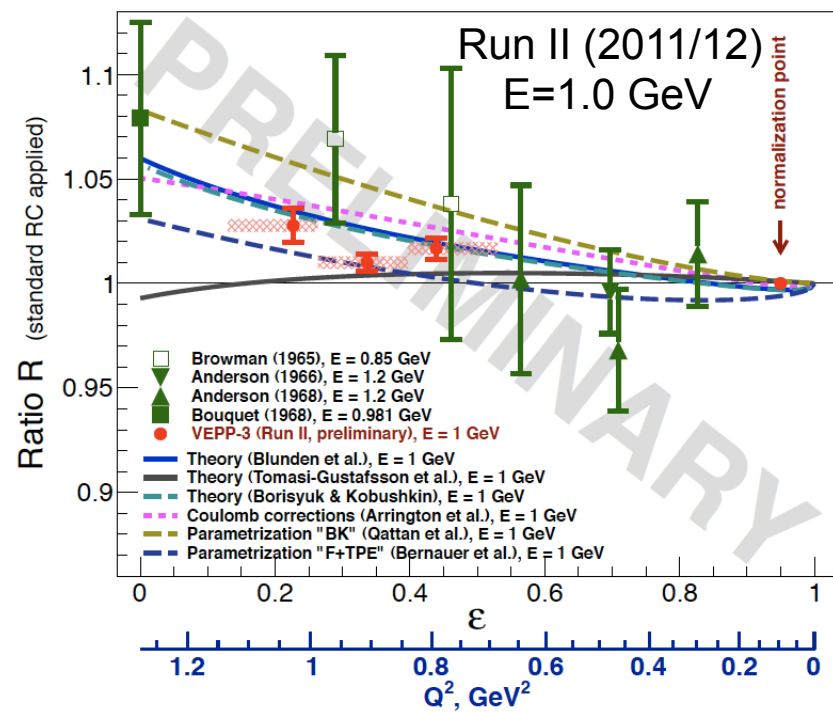 Run II (2011/12)
E=1.0 GeV
PRELIMINARY
normalization point
Ratio R (standard RC applied)
1.1
1.05
1
0.95
0.9
Browman (1965), E = 0.85 GeV
Anderson (1966), E = 1.2 GeV
Anderson (1968), E = 1.2 GeV
Bouquet (1968), E = 0.981 GeV
VEPP-3 (Run II, preliminary), E = 1 GeV
Theory (Blunden et al.), E = 1 GeV
Theory (Tomasi-Gustafsson et al.), E = 1 GeV
Theory (Borisyuk & Kobushkin), E = 1 GeV
Coulomb corrections (Arrington et al.), E = 1 GeV
Parametrization "BK" (Qattan et al.), E = 1 GeV
Parametrization "F+TPE" (Bernauer et al.), E = 1 GeV
0 0.2 0.4 0.6 0.8 1
ε
1.2 1 0.8 0.6 0.4 0.2 0
Q², GeV²